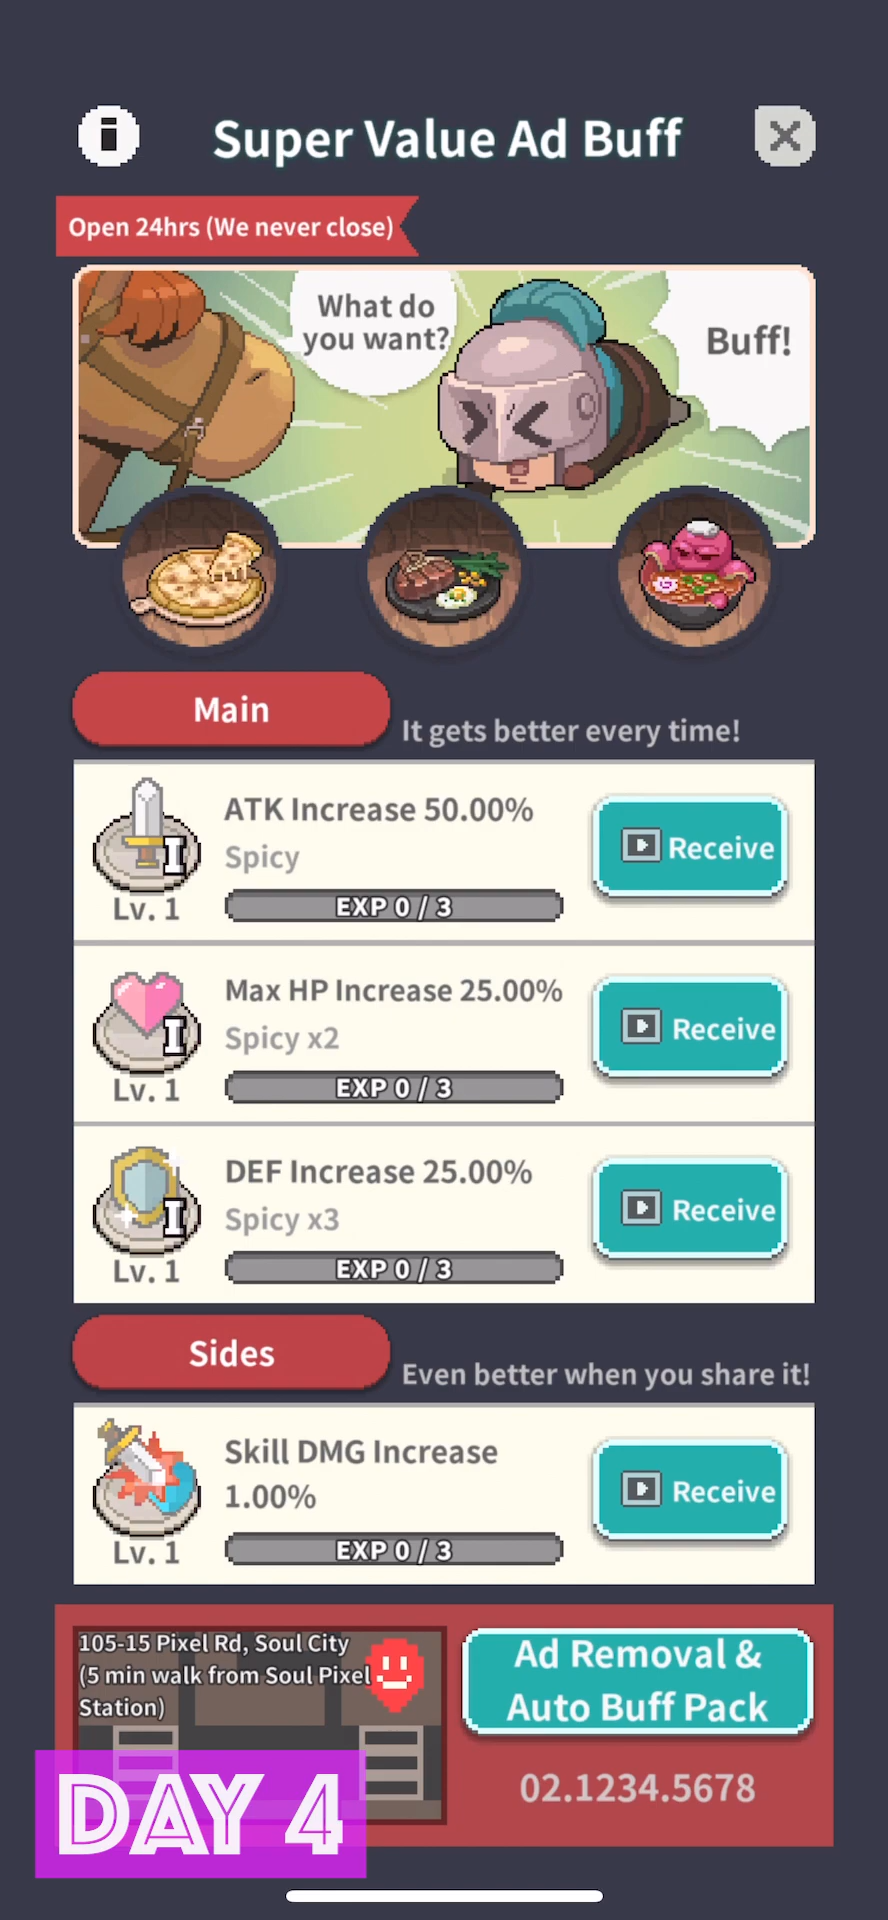 Super Value Ad Buff
Open 24hrs (We never close)
What do
you want?
Buff!
Main
It gets better every time!
ATK Increase 50.00%
Spicy
Receive
I
Lv. 1
EXP 0 / 3
Max HP Increase 25.00%
Spicy x2
Receive
I
Lv. 1
EXP 0 / 3
DEF Increase 25.00%
Spicy x3
Receive
I
Lv. 1
EXP 0 / 3
Sides
Even better when you share it!
Skill DMG Increase
1.00%
Receive
Lv. 1
EXP 0 / 3
105-15 Pixel Rd, Soul City
(5 min walk from Soul Pixel
Station)
Ad Removal &
Auto Buff Pack
02.1234.5678
DAY 4